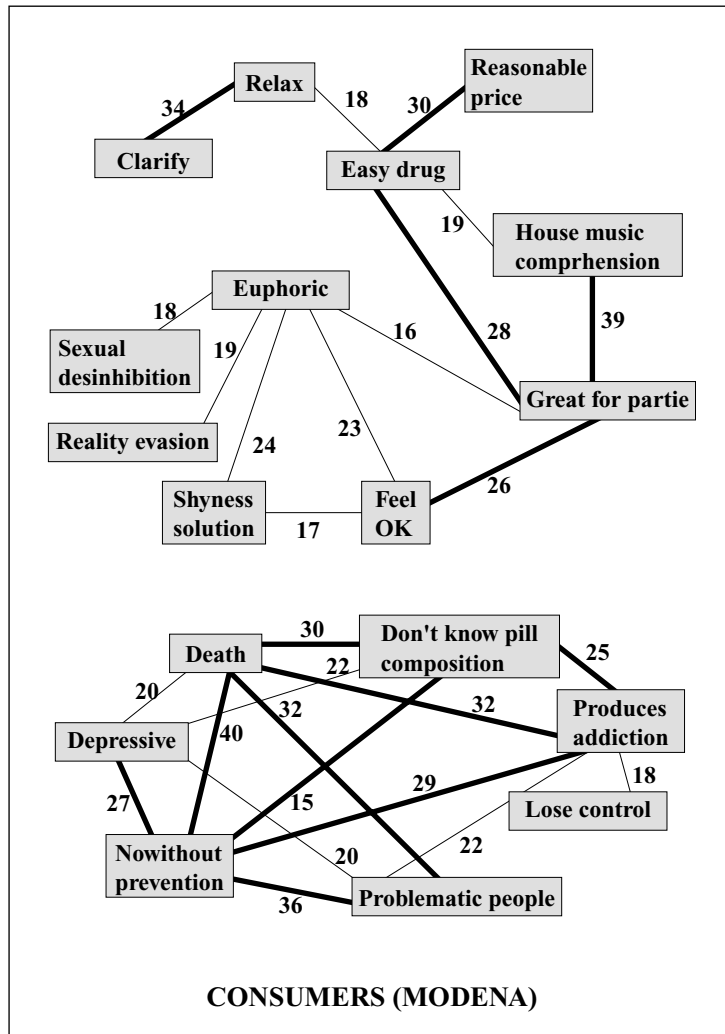 Reasonable
price
Relax
34
18
30
Clarify
Easy drug
19
House music
comprhension
Euphoric
18
16
28
39
Sexual
desinhibition
19
Great for partie
Reality evasion
24
23
26
Shyness
solution
17
Feel
OK
30
Don't know pill
composition
Death
25
20
22
32
32
Produces
addiction
Depressive
40
27
15
29
18
Lose control
Nowithout
prevention
20
22
36
Problematic people
CONSUMERS (MODENA)